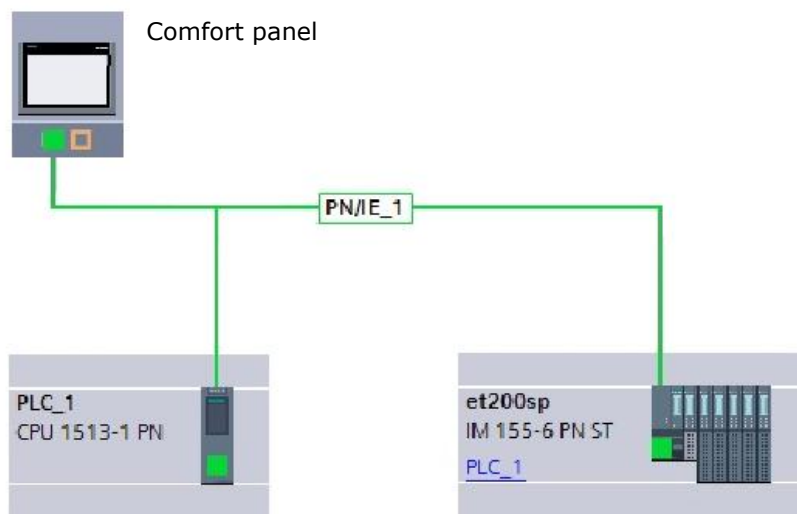 Comfort panel
PN/IE_1
PLC_1
CPU 1513-1 PN
et200sp
IM 155-6 PN ST
PLC_1